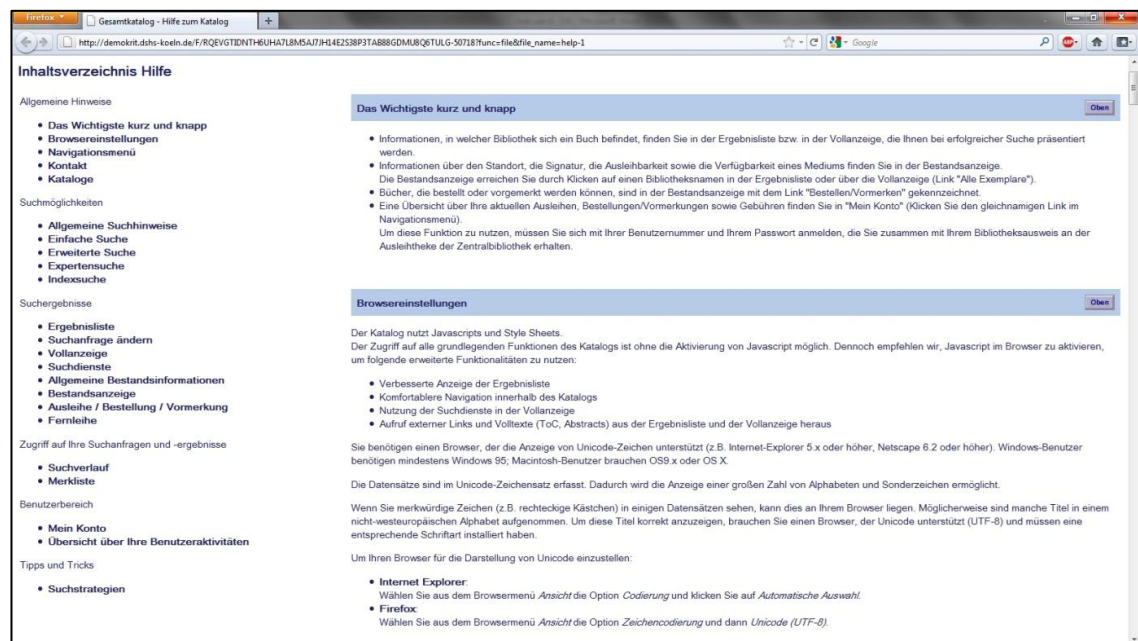 Firefox
Gesamtkatalog - Hilfe zum Katalog
http://demokrit.dshs-koeln.de/F/RQEVGTIDNTH6UHA7L8M5AJ7JH14E2S38P3TAB88GDMU8Q6TULG-50718?func=file&file_name=help-1
Google
ABP
Inhaltsverzeichnis Hilfe
Allgemeine Hinweise
• Das Wichtigste kurz und knapp
• Browsereinstellungen
• Navigationsmenü
• Kontakt
• Kataloge
Suchmöglichkeiten
• Allgemeine Suchhinweise
• Einfache Suche
• Erweiterte Suche
• Expertensuche
• Indexsuche
Suchergebnisse
• Ergebnisliste
• Suchanfrage ändern
• Vollanzeige
• Suchdienste
• Allgemeine Bestandsinformationen
• Bestandsanzeige
• Ausleihe / Bestellung / Vormerkung
• Fernleihe
Zugriff auf Ihre Suchanfragen und -ergebnisse
• Suchverlauf
• Merkliste
Benutzerbereich
• Mein Konto
• Übersicht über Ihre Benutzeraktivitäten
Tipps und Tricks
• Suchstrategien
Das Wichtigste kurz und knapp
Oben
• Informationen, in welcher Bibliothek sich ein Buch befindet, finden Sie in der Ergebnisliste bzw. in der Vollanzeige, die Ihnen bei erfolgreicher Suche präsentiert
werden.
• Informationen über den Standort, die Signatur, die Ausleihbarkeit sowie die Verfügbarkeit eines Mediums finden Sie in der Bestandsanzeige.
Die Bestandsanzeige erreichen Sie durch Klicken auf einen Bibliotheksnamen in der Ergebnisliste oder über die Vollanzeige (Link "Alle Exemplare").
• Bücher, die bestellt oder vorgemerkt werden können, sind in der Bestandsanzeige mit dem Link "Bestellen/Vormerken" gekennzeichnet.
• Eine Übersicht über Ihre aktuellen Ausleihen, Bestellungen/Vormerkungen sowie Gebühren finden Sie in "Mein Konto" (Klicken Sie den gleichnamigen Link im
Navigationsmenü).
Um diese Funktion zu nutzen, müssen Sie sich mit Ihrer Benutzernummer und Ihrem Passwort anmelden, die Sie zusammen mit Ihrem Bibliotheksausweis an der
Ausleihtheke der Zentralbibliothek erhalten.
Browsereinstellungen
Oben
Der Katalog nutzt Javascripts und Style Sheets.
Der Zugriff auf alle grundlegenden Funktionen des Katalogs ist ohne die Aktivierung von Javascript möglich. Dennoch empfehlen wir, Javascript im Browser zu aktivieren,
um folgende erweiterte Funktionalitäten zu nutzen:
• Verbesserte Anzeige der Ergebnisliste
• Komfortablere Navigation innerhalb des Katalogs
• Nutzung der Suchdienste in der Vollanzeige
• Aufruf externer Links und Volltexte (ToC, Abstracts) aus der Ergebnisliste und der Vollanzeige heraus
Sie benötigen einen Browser, der die Anzeige von Unicode-Zeichen unterstützt (z.B. Internet-Explorer 5.x oder höher, Netscape 6.2 oder höher). Windows-Benutzer
benötigen mindestens Windows 95; Macintosh-Benutzer brauchen OS9.x oder OS X.
Die Datensätze sind im Unicode-Zeichensatz erfasst. Dadurch wird die Anzeige einer großen Zahl von Alphabeten und Sonderzeichen ermöglicht.
Wenn Sie merkwürdige Zeichen (z.B. rechteckige Kästchen) in einigen Datensätzen sehen, kann dies an Ihrem Browser liegen. Möglicherweise sind manche Titel in einem
nicht-westeuropäischen Alphabet aufgenommen. Um diese Titel korrekt anzuzeigen, brauchen Sie einen Browser, der Unicode unterstützt (UTF-8) und müssen eine
entsprechende Schriftart installiert haben.
Um Ihren Browser für die Darstellung von Unicode einzustellen:
• Internet Explorer:
Wählen Sie aus dem Browsermenü Ansicht die Option Codierung und klicken Sie auf Automatische Auswahl.
• Firefox:
Wählen Sie aus dem Browsermenü Ansicht die Option Zeichencodierung und dann Unicode (UTF-8).